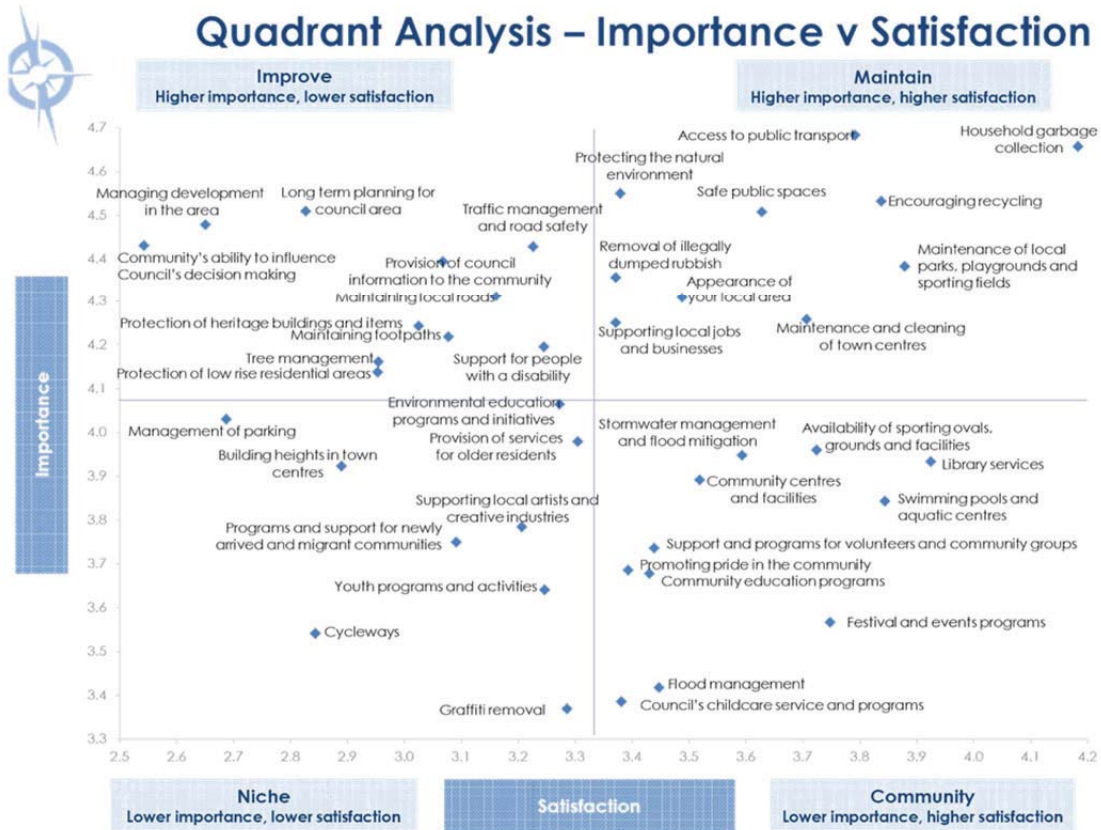 Quadrant Analysis – Importance v Satisfaction
Improve
Higher importance, lower satisfaction
Maintain
Higher importance, higher satisfaction
4.7
4.6
4.5
4.4
4.3
4.2
4.1
4.0
3.9
3.8
3.7
3.6
3.5
3.4
3.3
Importance
Access to public transport
Household garbage
collection
Protecting the natural
environment
Managing development
in the area
Long term planning for
council area
Safe public spaces
Encouraging recycling
Traffic management
and road safety
Community's ability to influence
Council's decision making
Provision of council
information to the community
Removal of illegally
dumped rubbish
Maintenance of local
parks, playgrounds and
sporting fields
Maintaining local roads
Appearance of
your local area
Protection of heritage buildings and items
Maintaining footpaths
Supporting local jobs
and businesses
Maintenance and cleaning
of town centres
Tree management
Protection of low rise residential areas
Support for people
with a disability
Environmental education
programs and initiatives
Management of parking
Provision of services
for older residents
Stormwater management
and flood mitigation
Availability of sporting ovals,
grounds and facilities
Building heights in town
centres
Library services
Community centres
and facilities
Supporting local artists and
creative industries
Swimming pools and
aquatic centres
Programs and support for newly
arrived and migrant communities
Support and programs for volunteers and community groups
Promoting pride in the community
Community education programs
Youth programs and activities
Cycleways
Festival and events programs
Flood management
Graffiti removal
Council's childcare service and programs
2.5 2.6 2.7 2.8 2.9 3.0 3.1 3.2 3.3 3.4 3.5 3.6 3.7 3.8 3.9 4.0 4.1 4.2
Niche
Lower importance, lower satisfaction
Satisfaction
Community
Lower importance, higher satisfaction